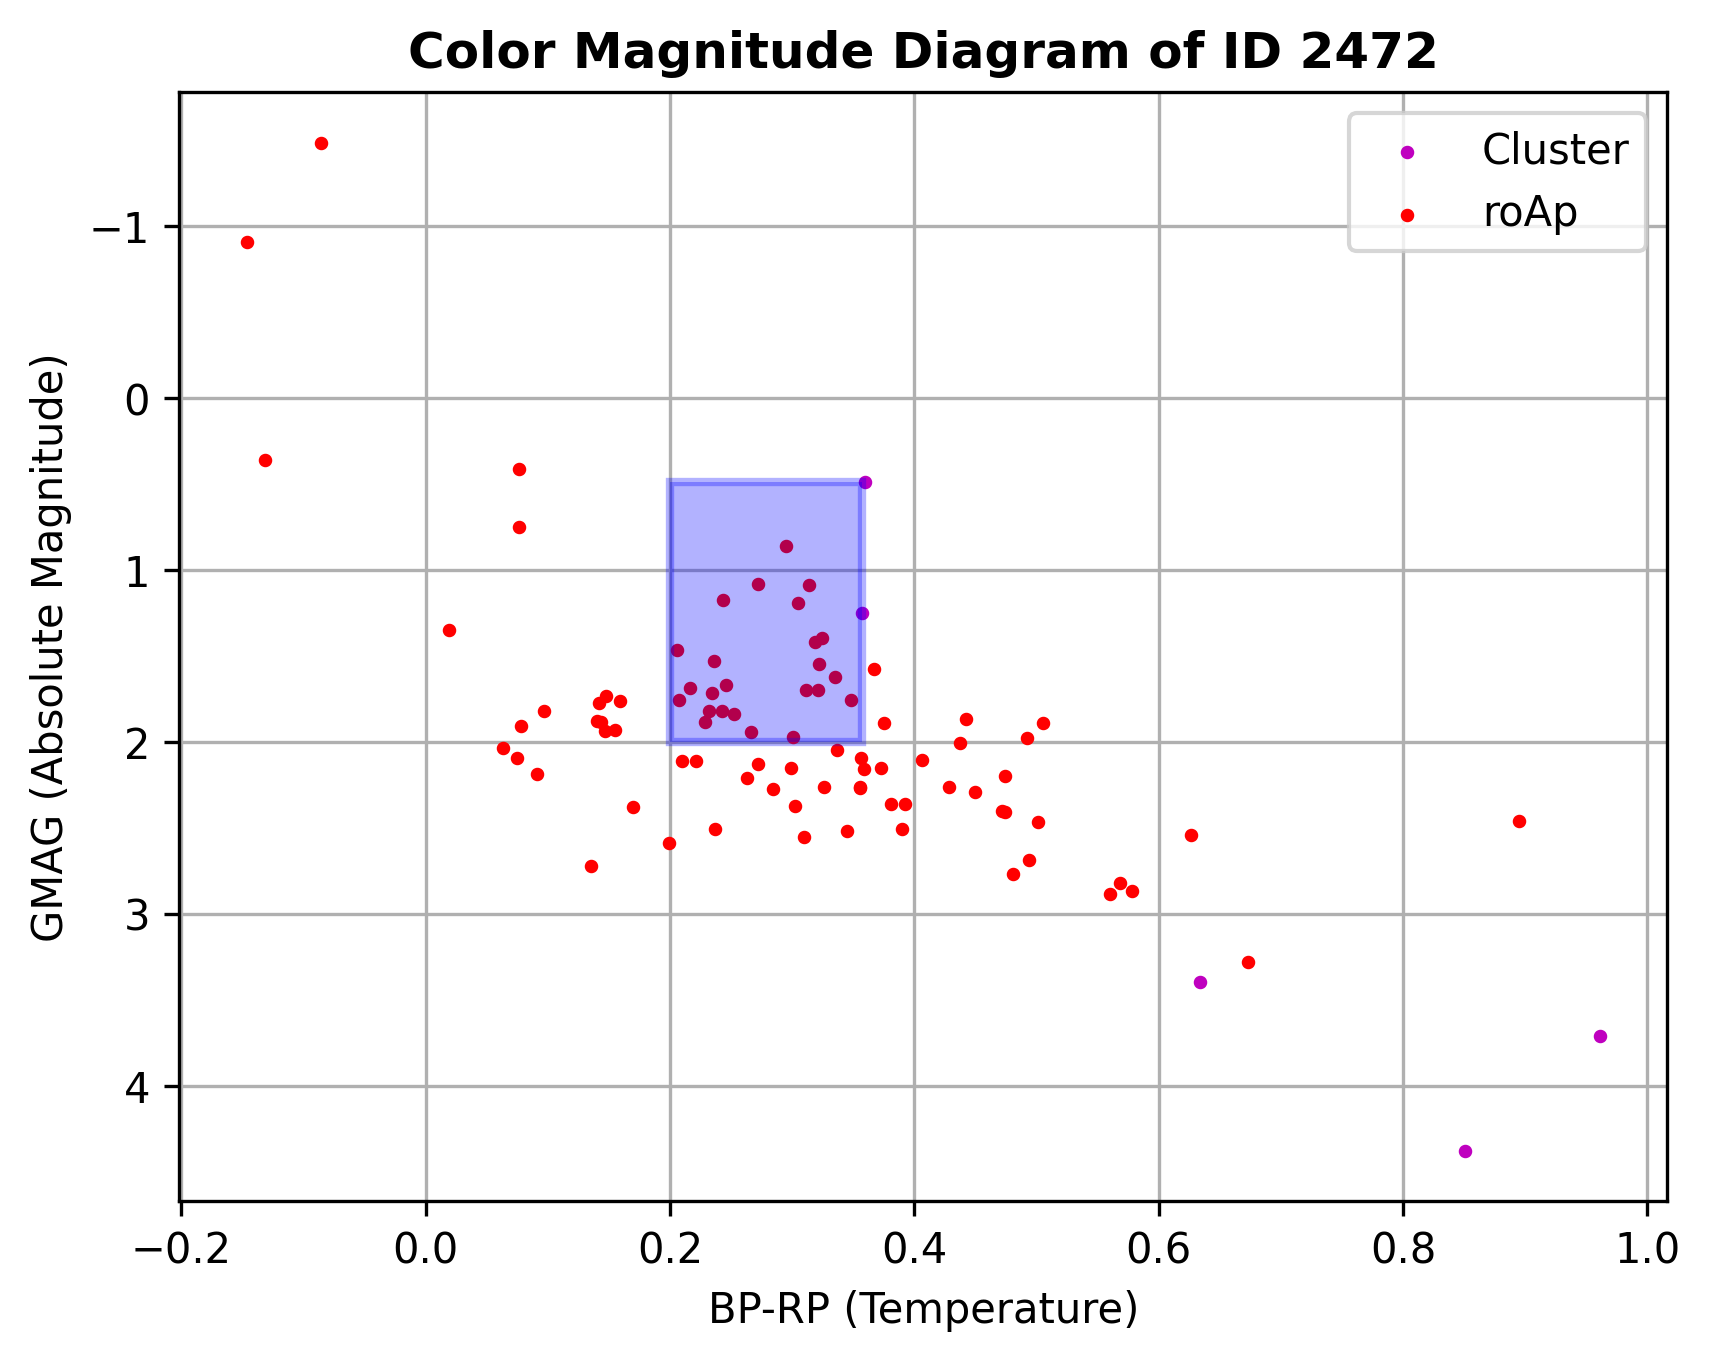 Color Magnitude Diagram of ID 2472
Cluster
roAp
GMAG (Absolute Magnitude)
−1
0
1
2
3
4
−0.2
0.0
0.2
0.4
0.6
0.8
1.0
BP-RP (Temperature)